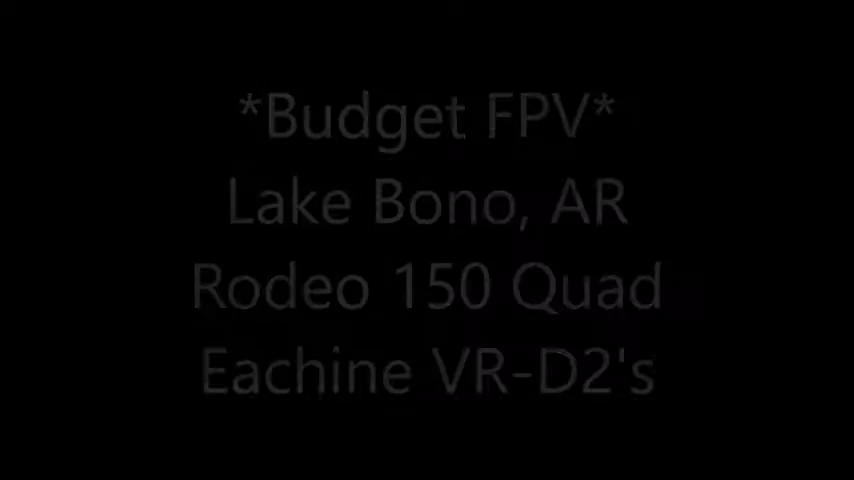 *Budget FPV*
Lake Bono, AR
Rodeo 150 Quad
Eachine VR-D2's